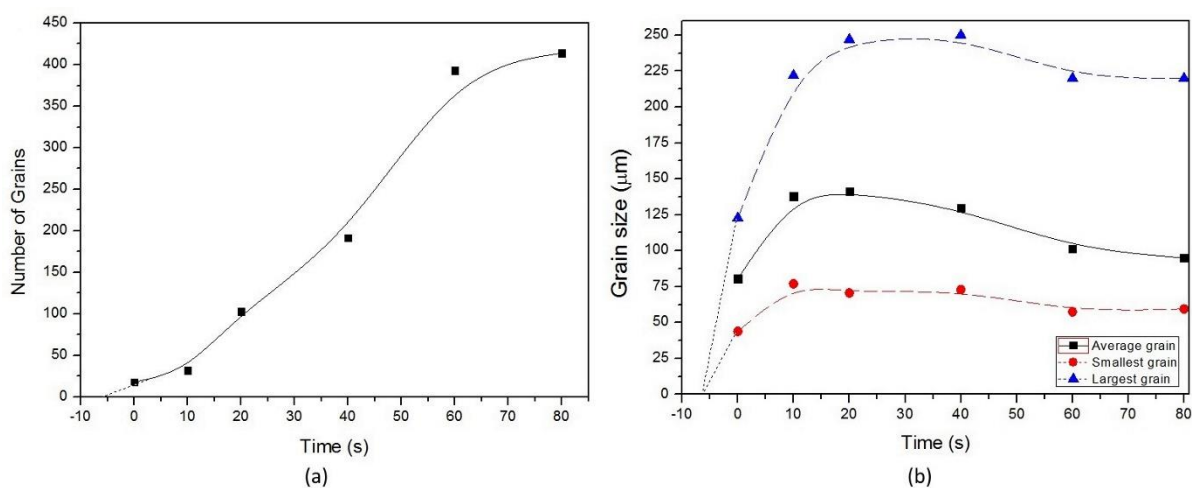 450
400
350
300
250
200
150
100
50
0
Number of Grains
-10 0 10 20 30 40 50 60 70 80
Time (s)
(a)
250
225
200
175
150
125
100
75
50
25
0
Grain size (μm)
Average grain
Smallest grain
Largest grain
-10 0 10 20 30 40 50 60 70 80
Time (s)
(b)